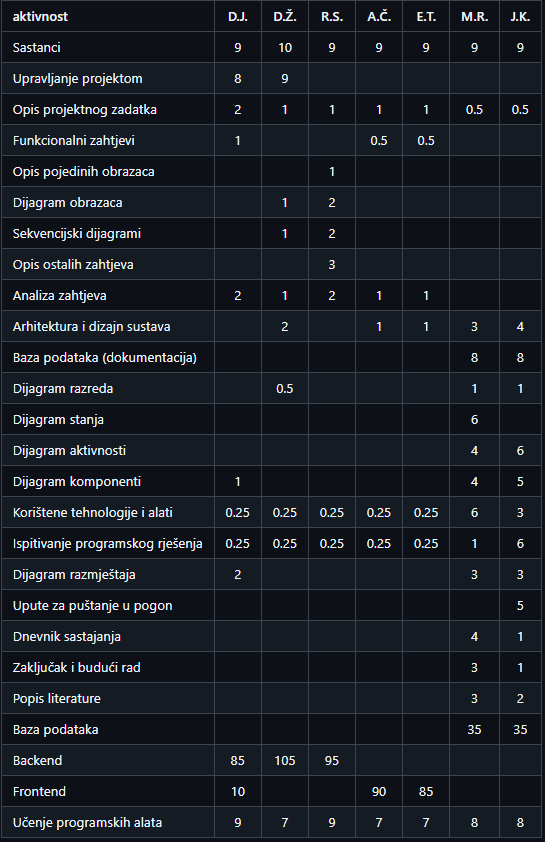 aktivnost D.J. D.Ž. R.S. A.Č. E.T. M.R. J.K.
Sastanci 9 10 9 9 9 9 9
Upravljanje projektom 8 9
Opis projektnog zadatka 2 1 1 1 1 0.5 0.5
Funkcionalni zahtjevi 1 0.5 0.5
Opis pojedinih obrazaca 1
Dijagram obrazaca 1 2
Sekvencijski dijagrami 1 2
Opis ostalih zahtjeva 3
Analiza zahtjeva 2 1 2 1 1
Arhitektura i dizajn sustava 2 1 1 3 4
Baza podataka (dokumentacija) 8 8
Dijagram razreda 0.5 1 1
Dijagram stanja 6
Dijagram aktivnosti 4 6
Dijagram komponenti 1 4 5
Korištene tehnologije i alati 0.25 0.25 0.25 0.25 0.25 6 3
Ispitivanje programskog rješenja 0.25 0.25 0.25 0.25 0.25 1 6
Dijagram razmještaja 2 3 3
Upute za puštanje u pogon 5
Dnevnik sastajanja 4 1
Zaključak i budući rad 3 1
Popis literature 3 2
Baza podataka 35 35
Backend 85 105 95
Frontend 10 90 85
Učenje programskih alata 9 7 9 7 7 8 8